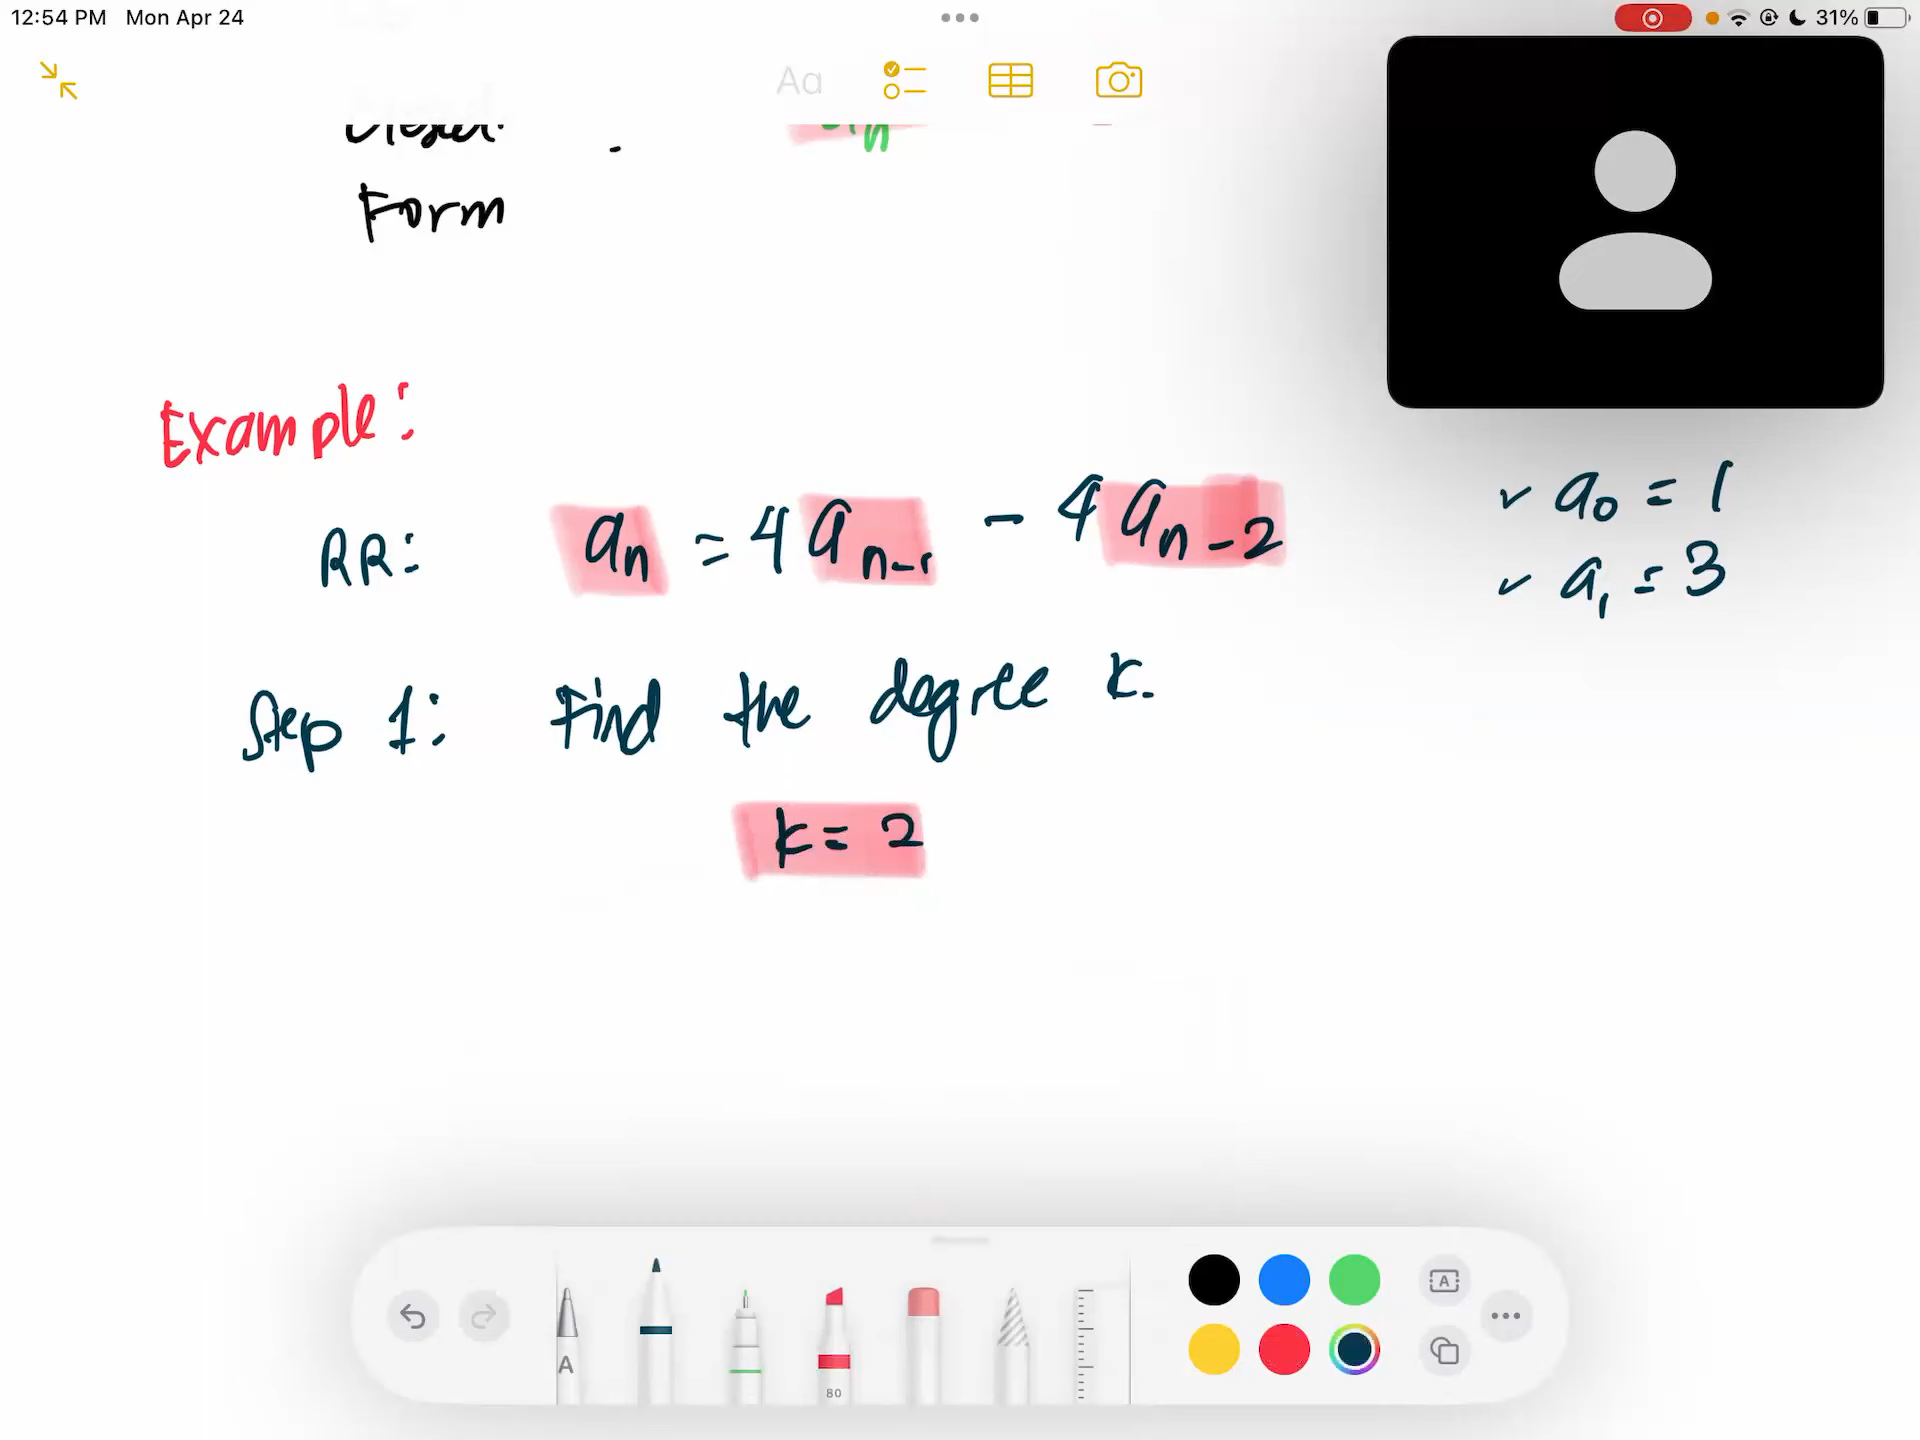 12:54 PM Mon Apr 24
31%
Aa
Form
Example:
RR: aₙ = 4aₙ₋₁ - 4aₙ₋₂
✓ a₀ = 1
✓ a₁ = 3
Step 1: Find the degree k.
k = 2
A
80
A